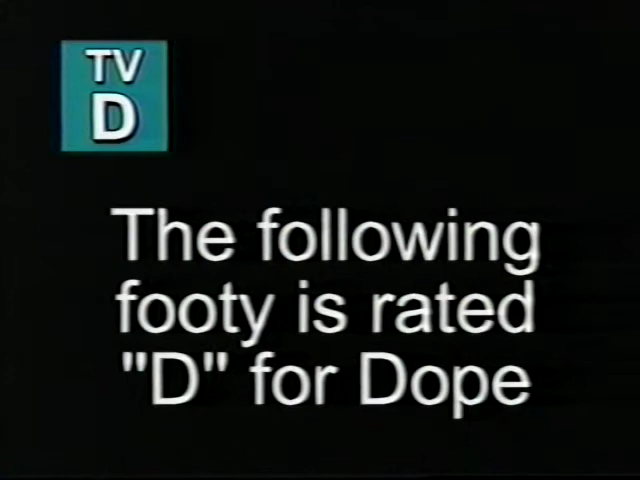 TV
D
The following
footy is rated
"D" for Dope